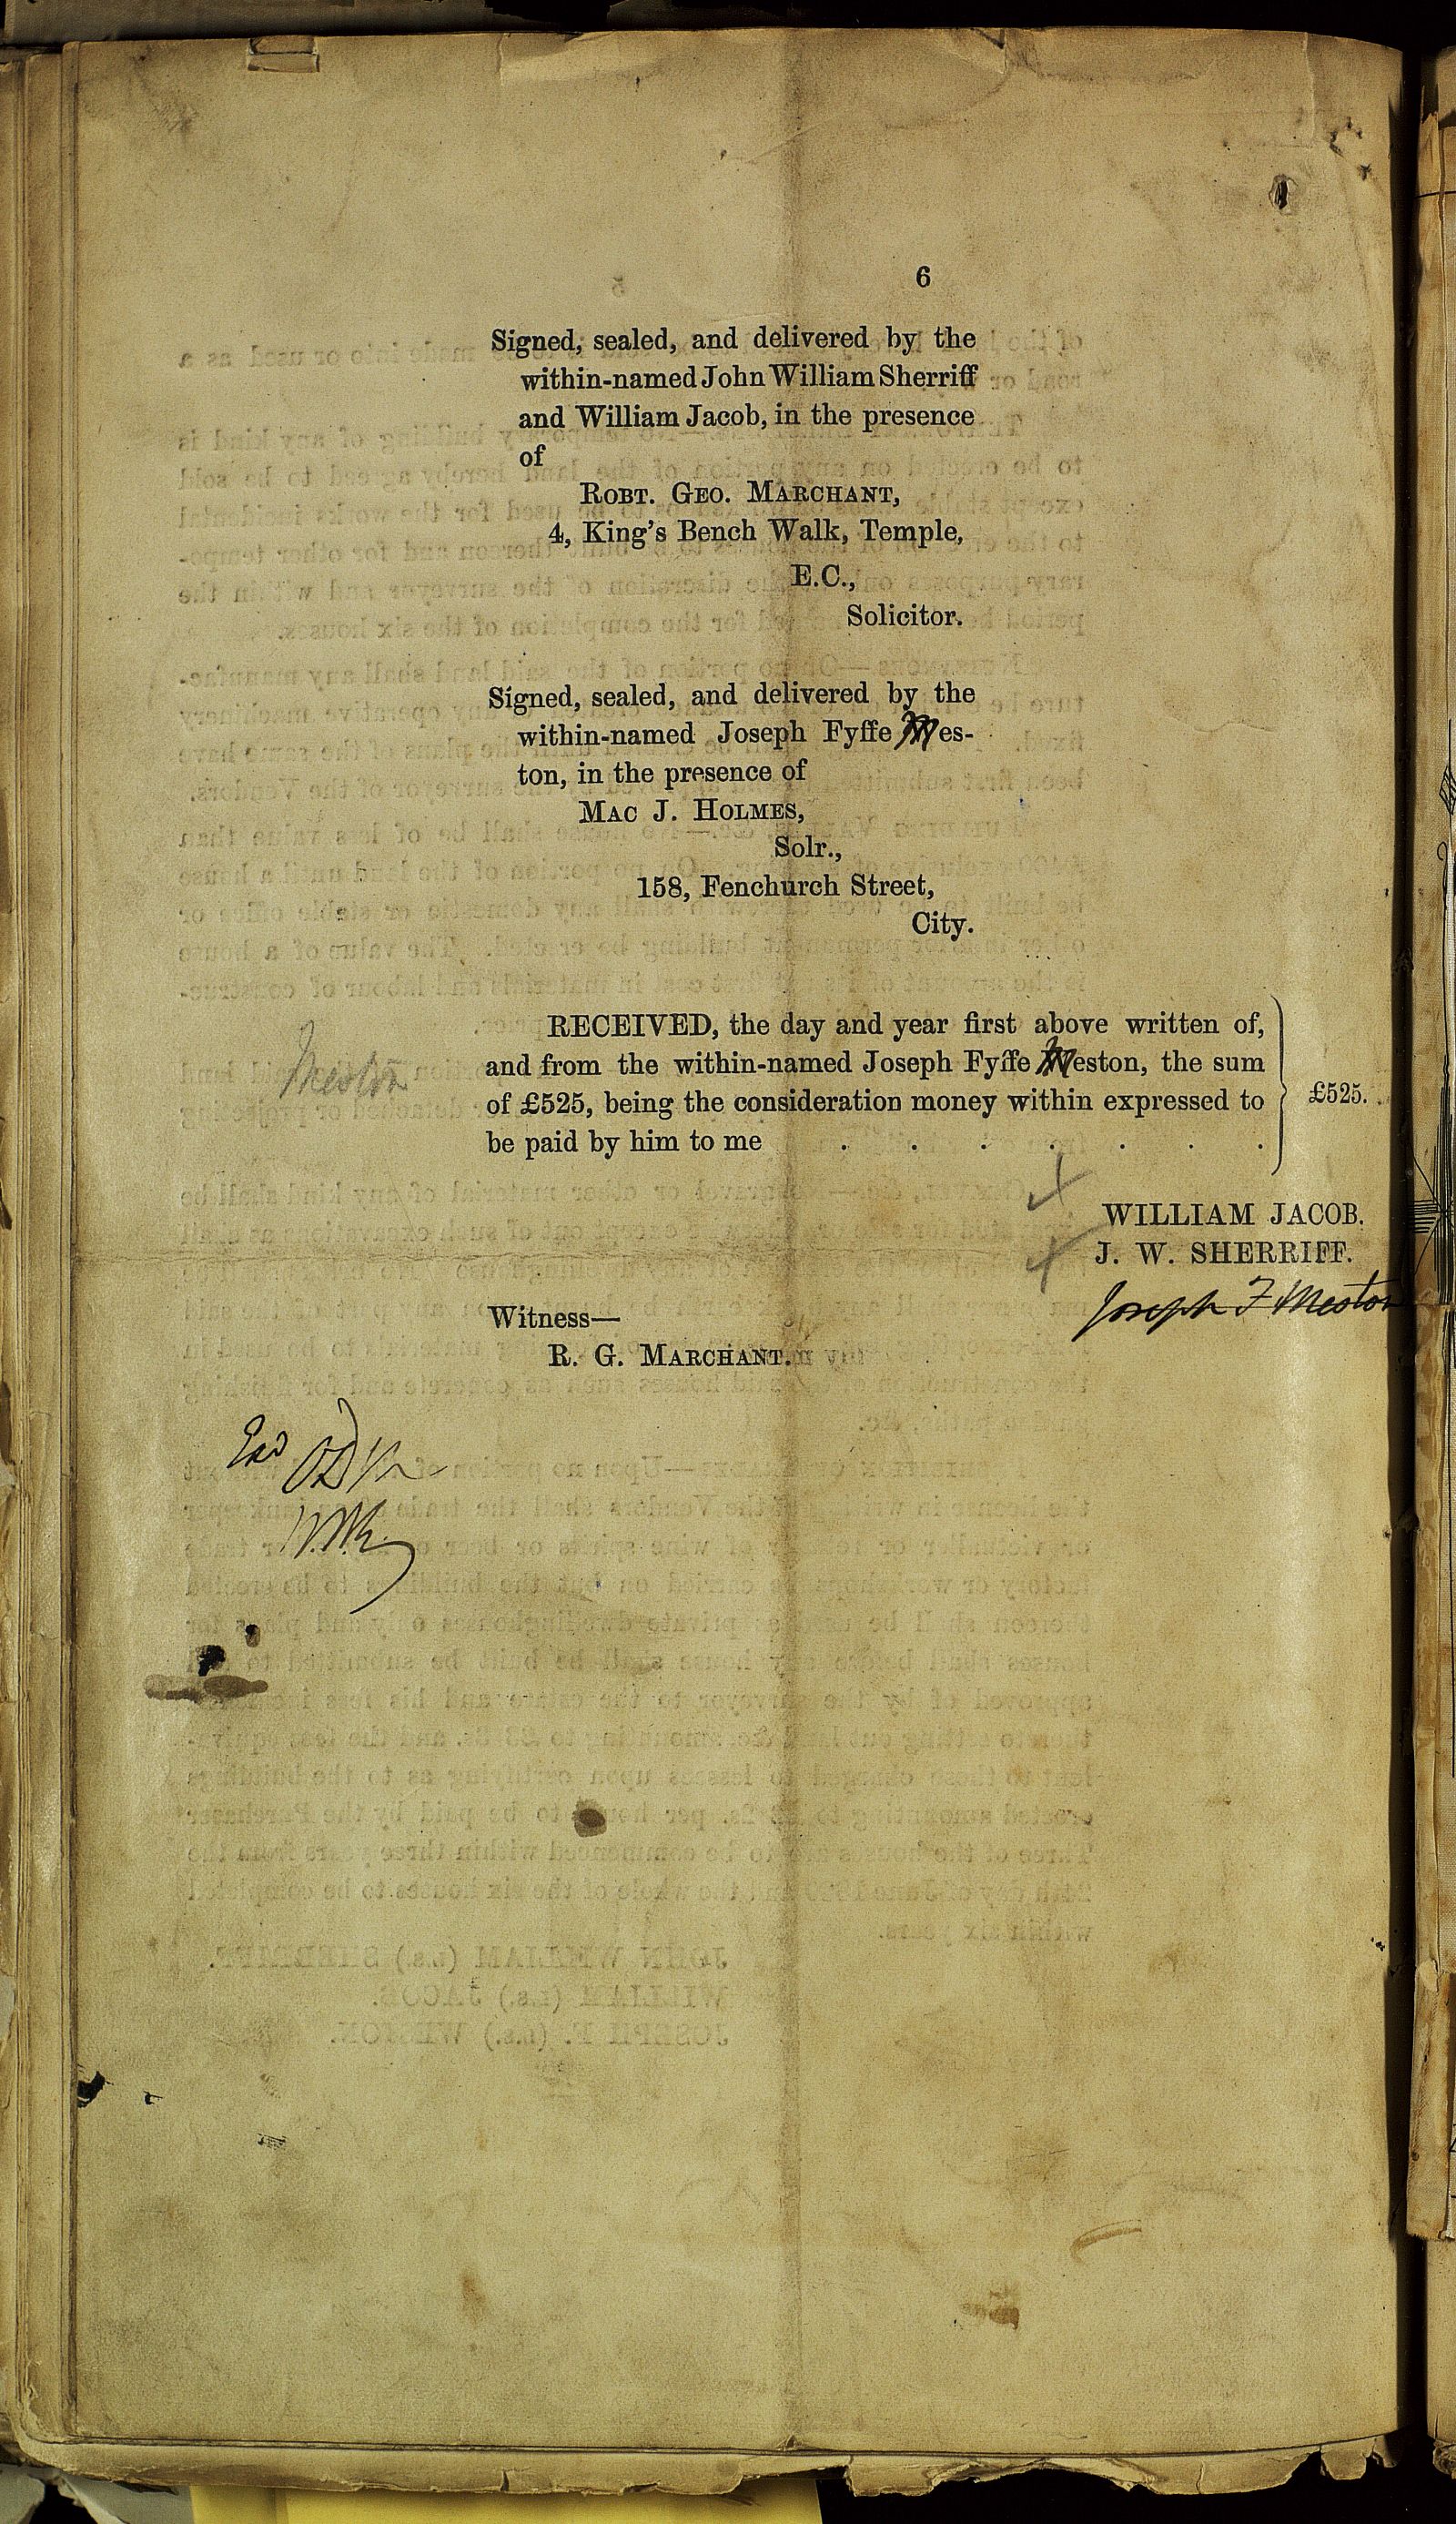 6
Signed, sealed, and delivered by the
within-named John William Sherriff
and William Jacob, in the presence
of
ROBT. GEO. MARCHANT,
4, King's Bench Walk, Temple,
E.C.,
Solicitor.
Signed, sealed, and delivered by the
within-named Joseph Fyffe Mes-
ton, in the presence of
MAC J. HOLMES,
Solr.,
158, Fenchurch Street,
City.
RECEIVED, the day and year first above written of,
and from the within-named Joseph Fyffe Meston, the sum
of £525, being the consideration money within expressed to
be paid by him to me . . . . . . .
£525.
Meston
WILLIAM JACOB.
J. W. SHERRIFF.
Joseph F Meston
Witness—
R. G. MARCHANT.